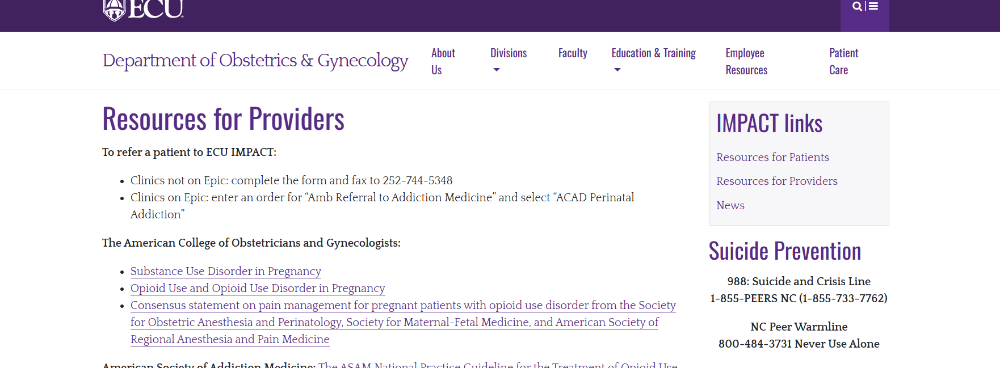 ECU
Department of Obstetrics & Gynecology
About
Us
Divisions
Faculty
Education & Training
Employee
Resources
Patient
Care
Resources for Providers
To refer a patient to ECU IMPACT:
• Clinics not on Epic: complete the form and fax to 252-744-5348
• Clinics on Epic: enter an order for “Amb Referral to Addiction Medicine” and select “ACAD Perinatal
Addiction”
The American College of Obstetricians and Gynecologists:
• Substance Use Disorder in Pregnancy
• Opioid Use and Opioid Use Disorder in Pregnancy
• Consensus statement on pain management for pregnant patients with opioid use disorder from the Society
for Obstetric Anesthesia and Perinatology, Society for Maternal-Fetal Medicine, and American Society of
Regional Anesthesia and Pain Medicine
American Society of Addiction Medicine: The ASAM National Practice Guideline for the Treatment of Opioid Use
IMPACT links
Resources for Patients
Resources for Providers
News
Suicide Prevention
988: Suicide and Crisis Line
1-855-PEERS NC (1-855-733-7762)
NC Peer Warmline
800-484-3731 Never Use Alone